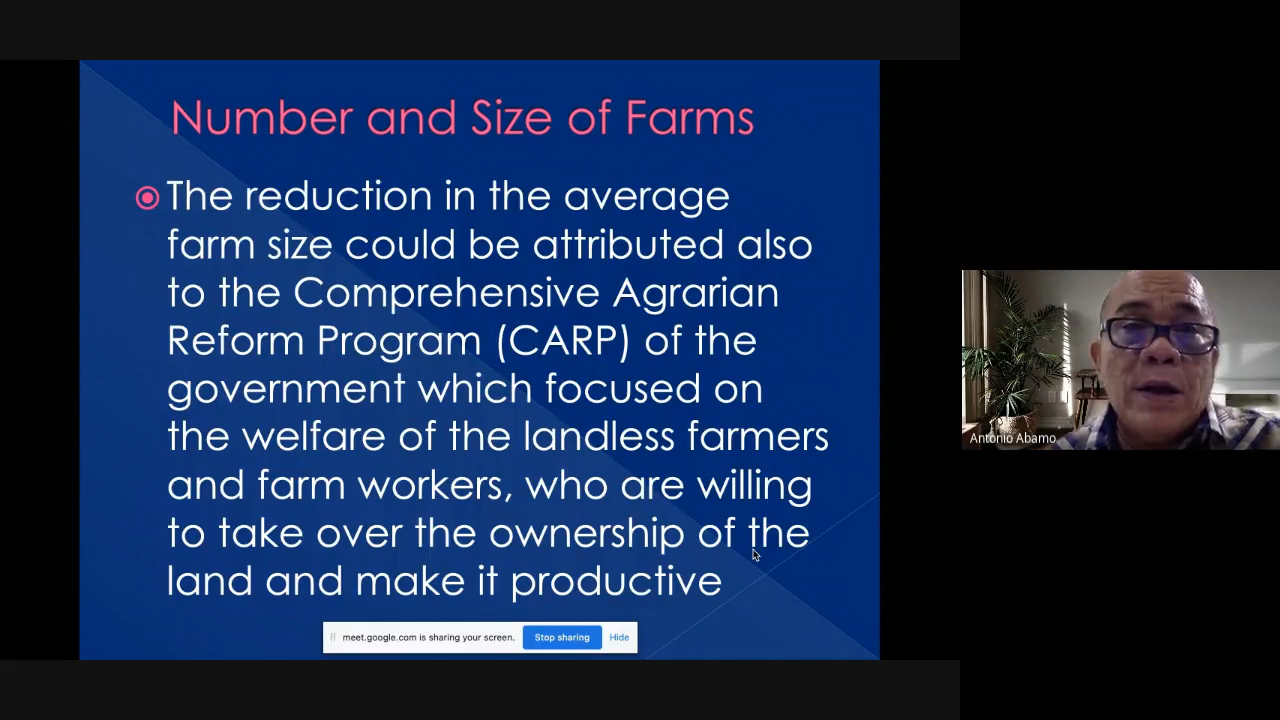 Number and Size of Farms
The reduction in the average
farm size could be attributed also
to the Comprehensive Agrarian
Reform Program (CARP) of the
government which focused on
the welfare of the landless farmers
and farm workers, who are willing
to take over the ownership of the
land and make it productive
meet.google.com is sharing your screen. Stop sharing Hide
Antonio Abamo